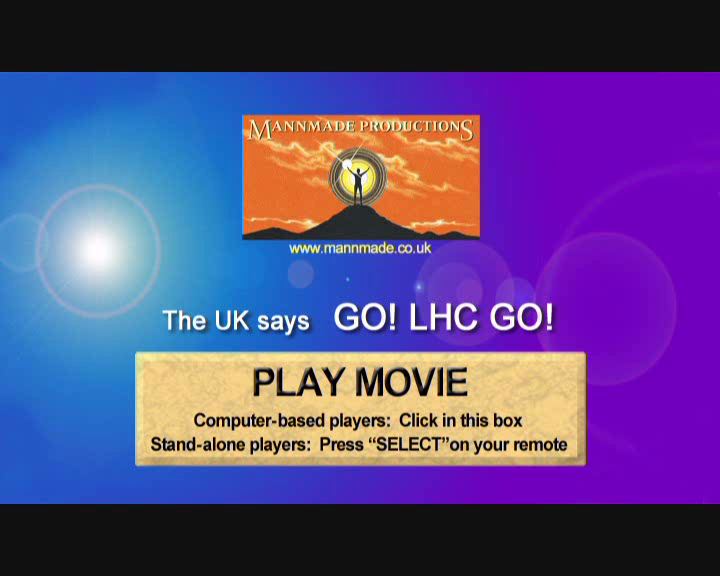 MANNMADE PRODUCTIONS
www.mannmade.co.uk
The UK says GO! LHC GO!
PLAY MOVIE
Computer-based players: Click in this box
Stand-alone players: Press “SELECT”on your remote